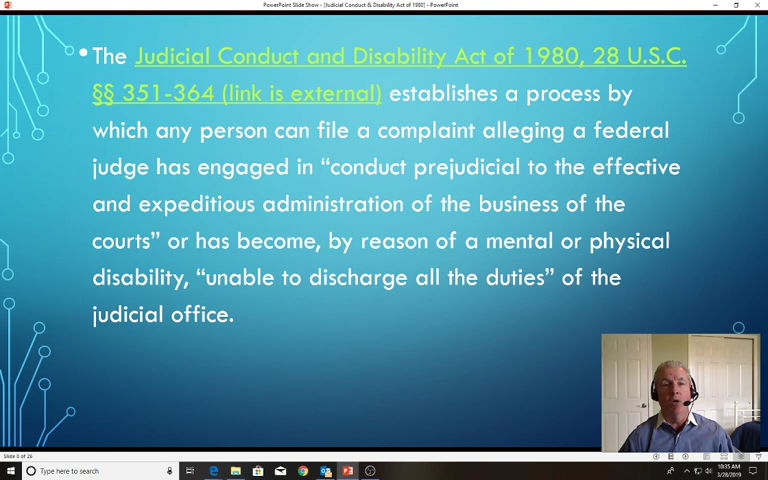 PowerPoint Slide Show - [Judicial Conduct & Disability Act of 1980] - PowerPoint
• The Judicial Conduct and Disability Act of 1980, 28 U.S.C.
§§ 351-364 (link is external) establishes a process by
which any person can file a complaint alleging a federal
judge has engaged in “conduct prejudicial to the effective
and expeditious administration of the business of the
courts” or has become, by reason of a mental or physical
disability, “unable to discharge all the duties” of the
judicial office.
Slide 8 of 26
Type here to search
10:35 AM
3/28/2019